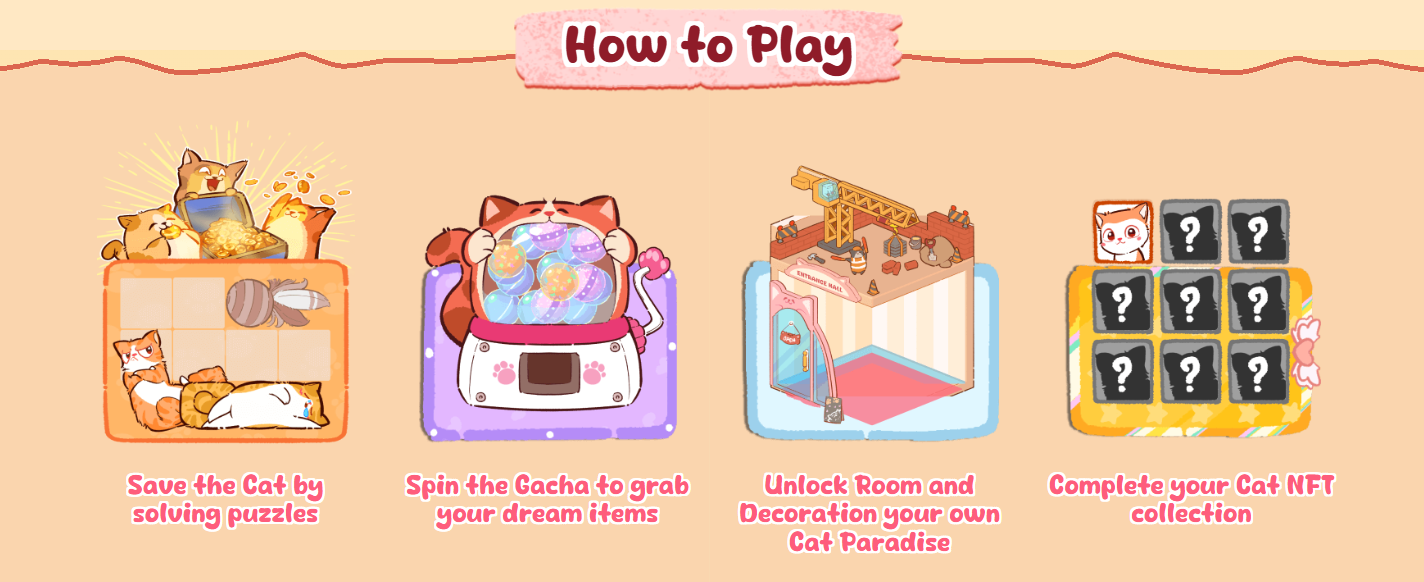 How to Play
ENTRANCE HALL
OPEN
? ?
? ? ?
? ? ?
Save the Cat by
solving puzzles
Spin the Gacha to grab
your dream items
Unlock Room and
Decoration your own
Cat Paradise
Complete your Cat NFT
collection